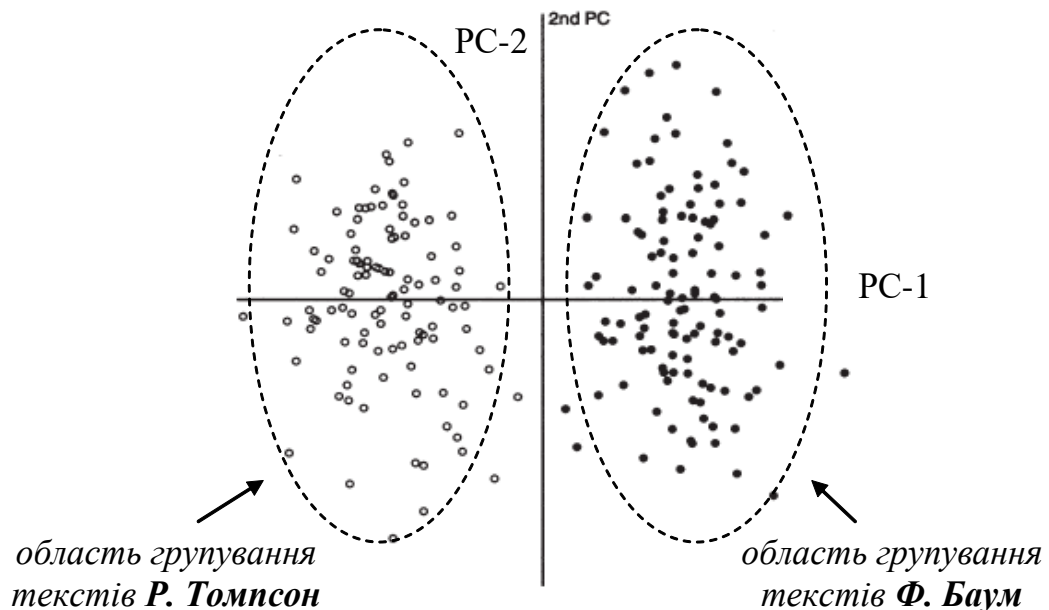 2nd PC
PC-2
PC-1
область групування
текстів Р. Томпсон
область групування
текстів Ф. Баум